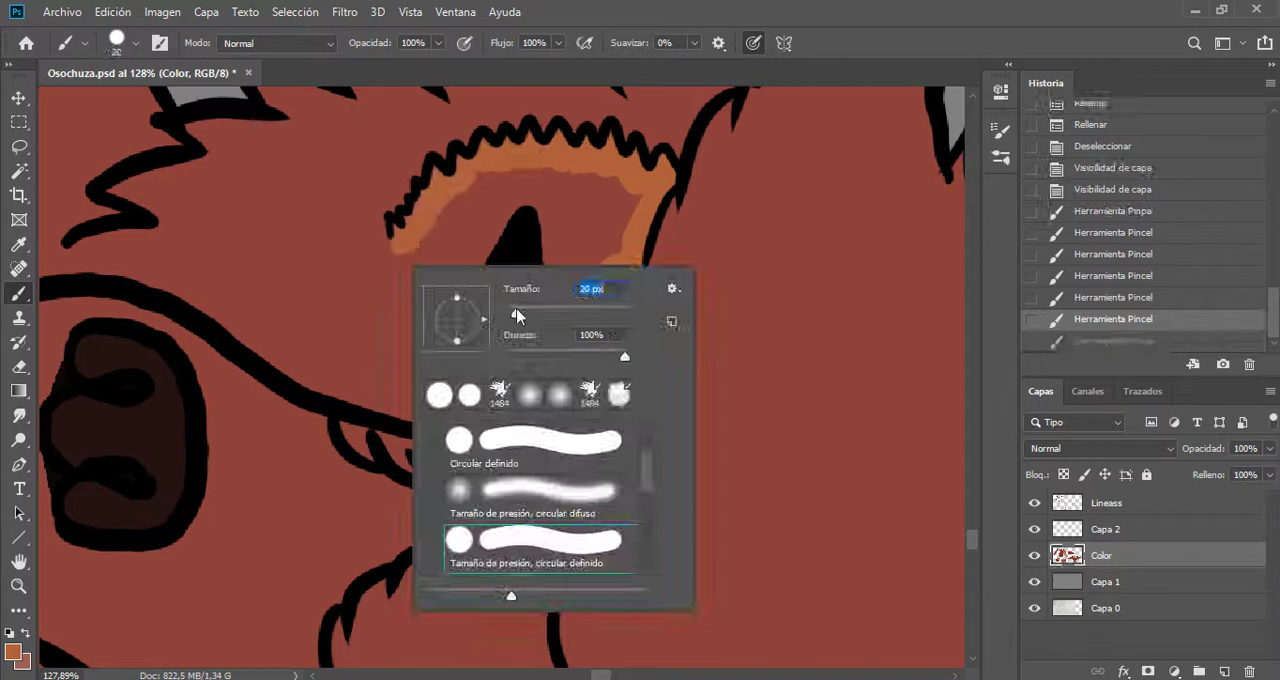 Ps Archivo Edición Imagen Capa Texto Selección Filtro 3D Vista Ventana Ayuda
20 Modo: Normal Opacidad: 100% Flujo: 100% Suavizar: 0%
Osochuza.psd al 128% (Color, RGB/8) *
Historia
Rellenar
Rellenar
Deseleccionar
Visibilidad de capa
Visibilidad de capa
Herramienta
Herramienta Pincel
Herramienta Pincel
Herramienta Pincel
Herramienta Pincel
Herramienta Pincel
Tamaño: 20 px
Dureza: 100%
1484 1484
Circular definido
Tamaño de presión, circular difuso
Tamaño de presión, circular definido
Capas Canales Trazados
Tipo
Normal Opacidad: 100%
Bloq.: Relleno: 100%
Lineass
Capa 2
Color
Capa 1
Capa 0
127,89% Doc: 822,5 MB/1,34 G